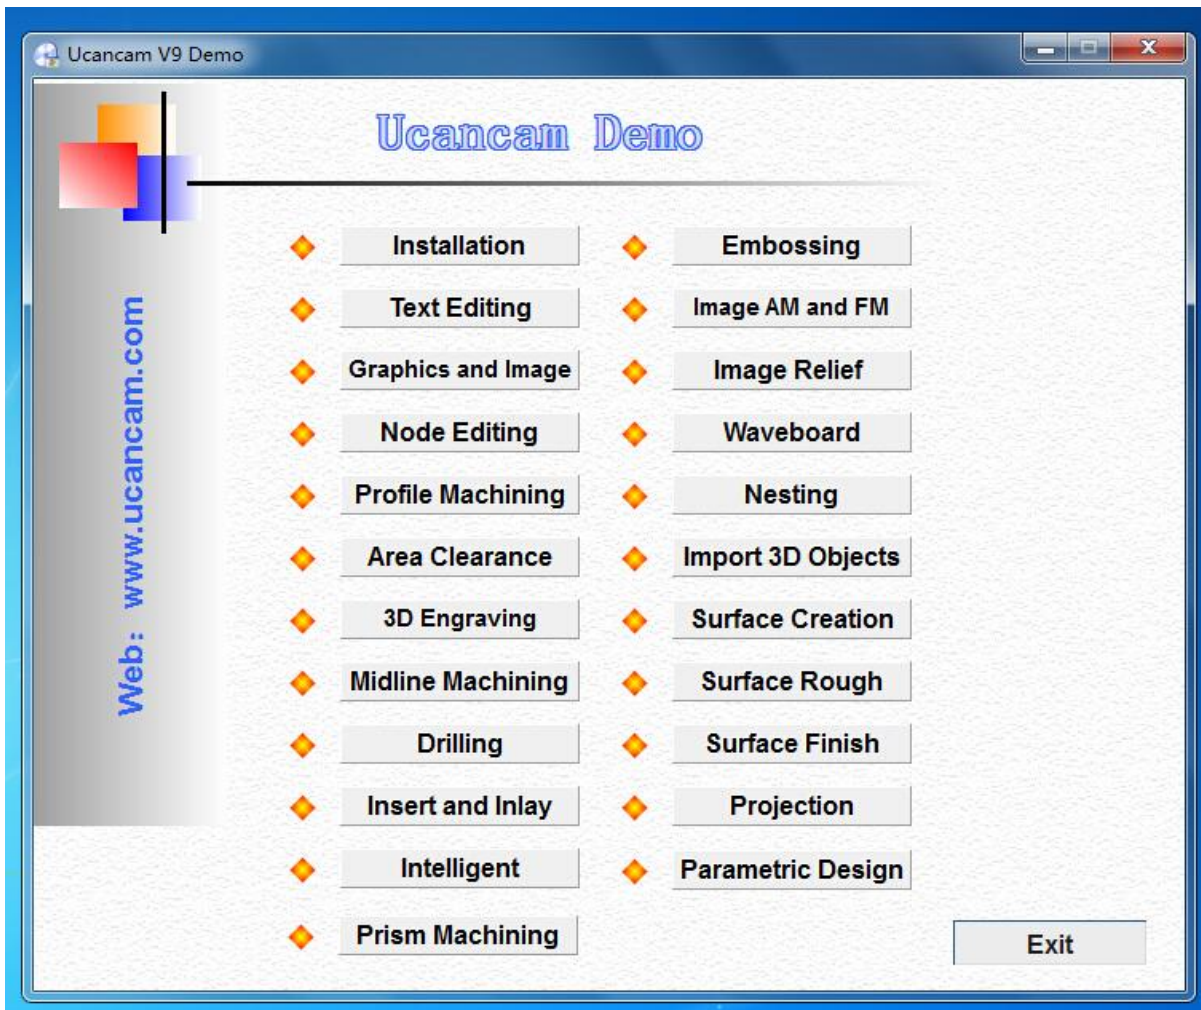 Ucancam V9 Demo
Ucancam Demo
Web: www.ucancam.com
Installation
Text Editing
Graphics and Image
Node Editing
Profile Machining
Area Clearance
3D Engraving
Midline Machining
Drilling
Insert and Inlay
Intelligent
Prism Machining
Embossing
Image AM and FM
Image Relief
Waveboard
Nesting
Import 3D Objects
Surface Creation
Surface Rough
Surface Finish
Projection
Parametric Design
Exit